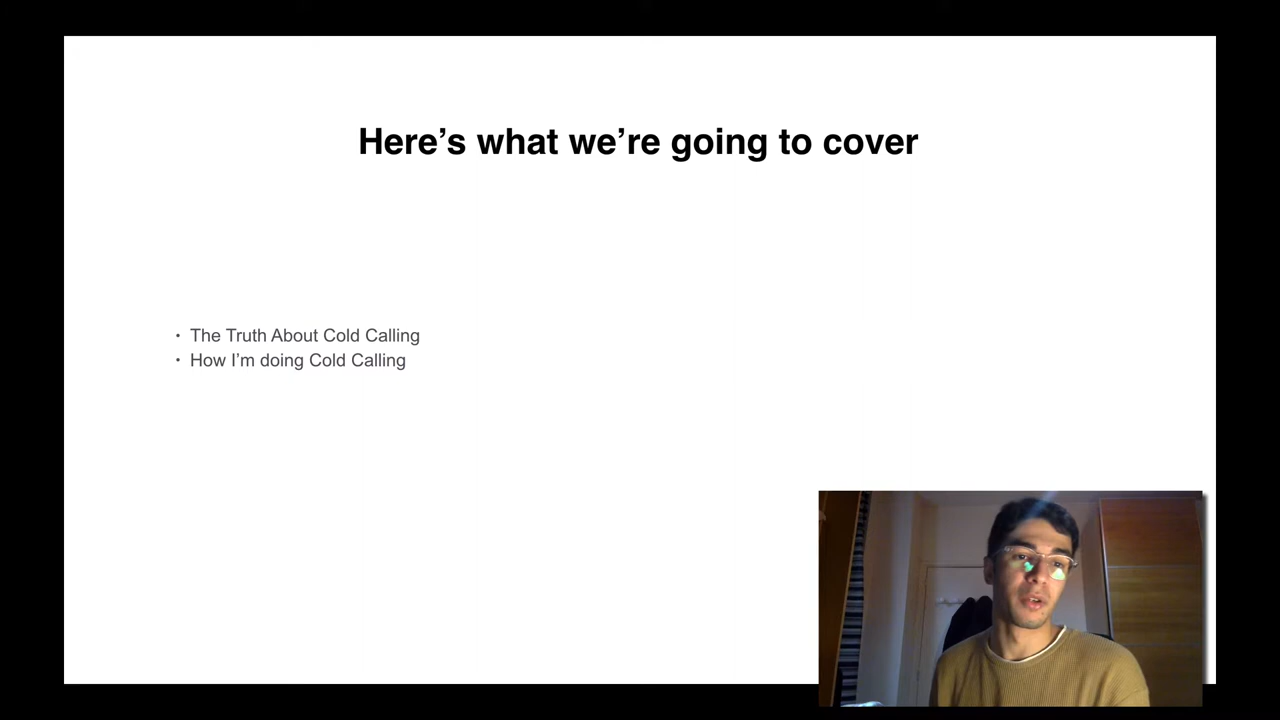 Here’s what we’re going to cover
• The Truth About Cold Calling
• How I’m doing Cold Calling